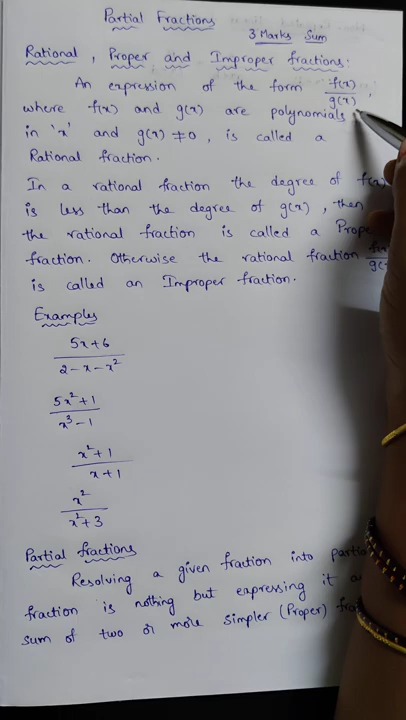 Partial Fractions
3 Marks Sum
Rational, Proper and Improper fractions:
An expression of the form f(x)/g(x),
where f(x) and g(x) are polynomials
in 'x' and g(x) ≠ 0, is called a
Rational fraction.
In a rational fraction the degree of f(x)
is less than the degree of g(x), then
the rational fraction is called a
fraction. Otherwise the rational fraction
is called an Improper fraction.
Examples
5x+6
2-x-x²
5x²+1
x³-1
x²+1
x+1
x²
x²+3
Partial fractions
Resolving a given fraction into
fraction is nothing but expressing it
sum of two or more simpler (Proper)